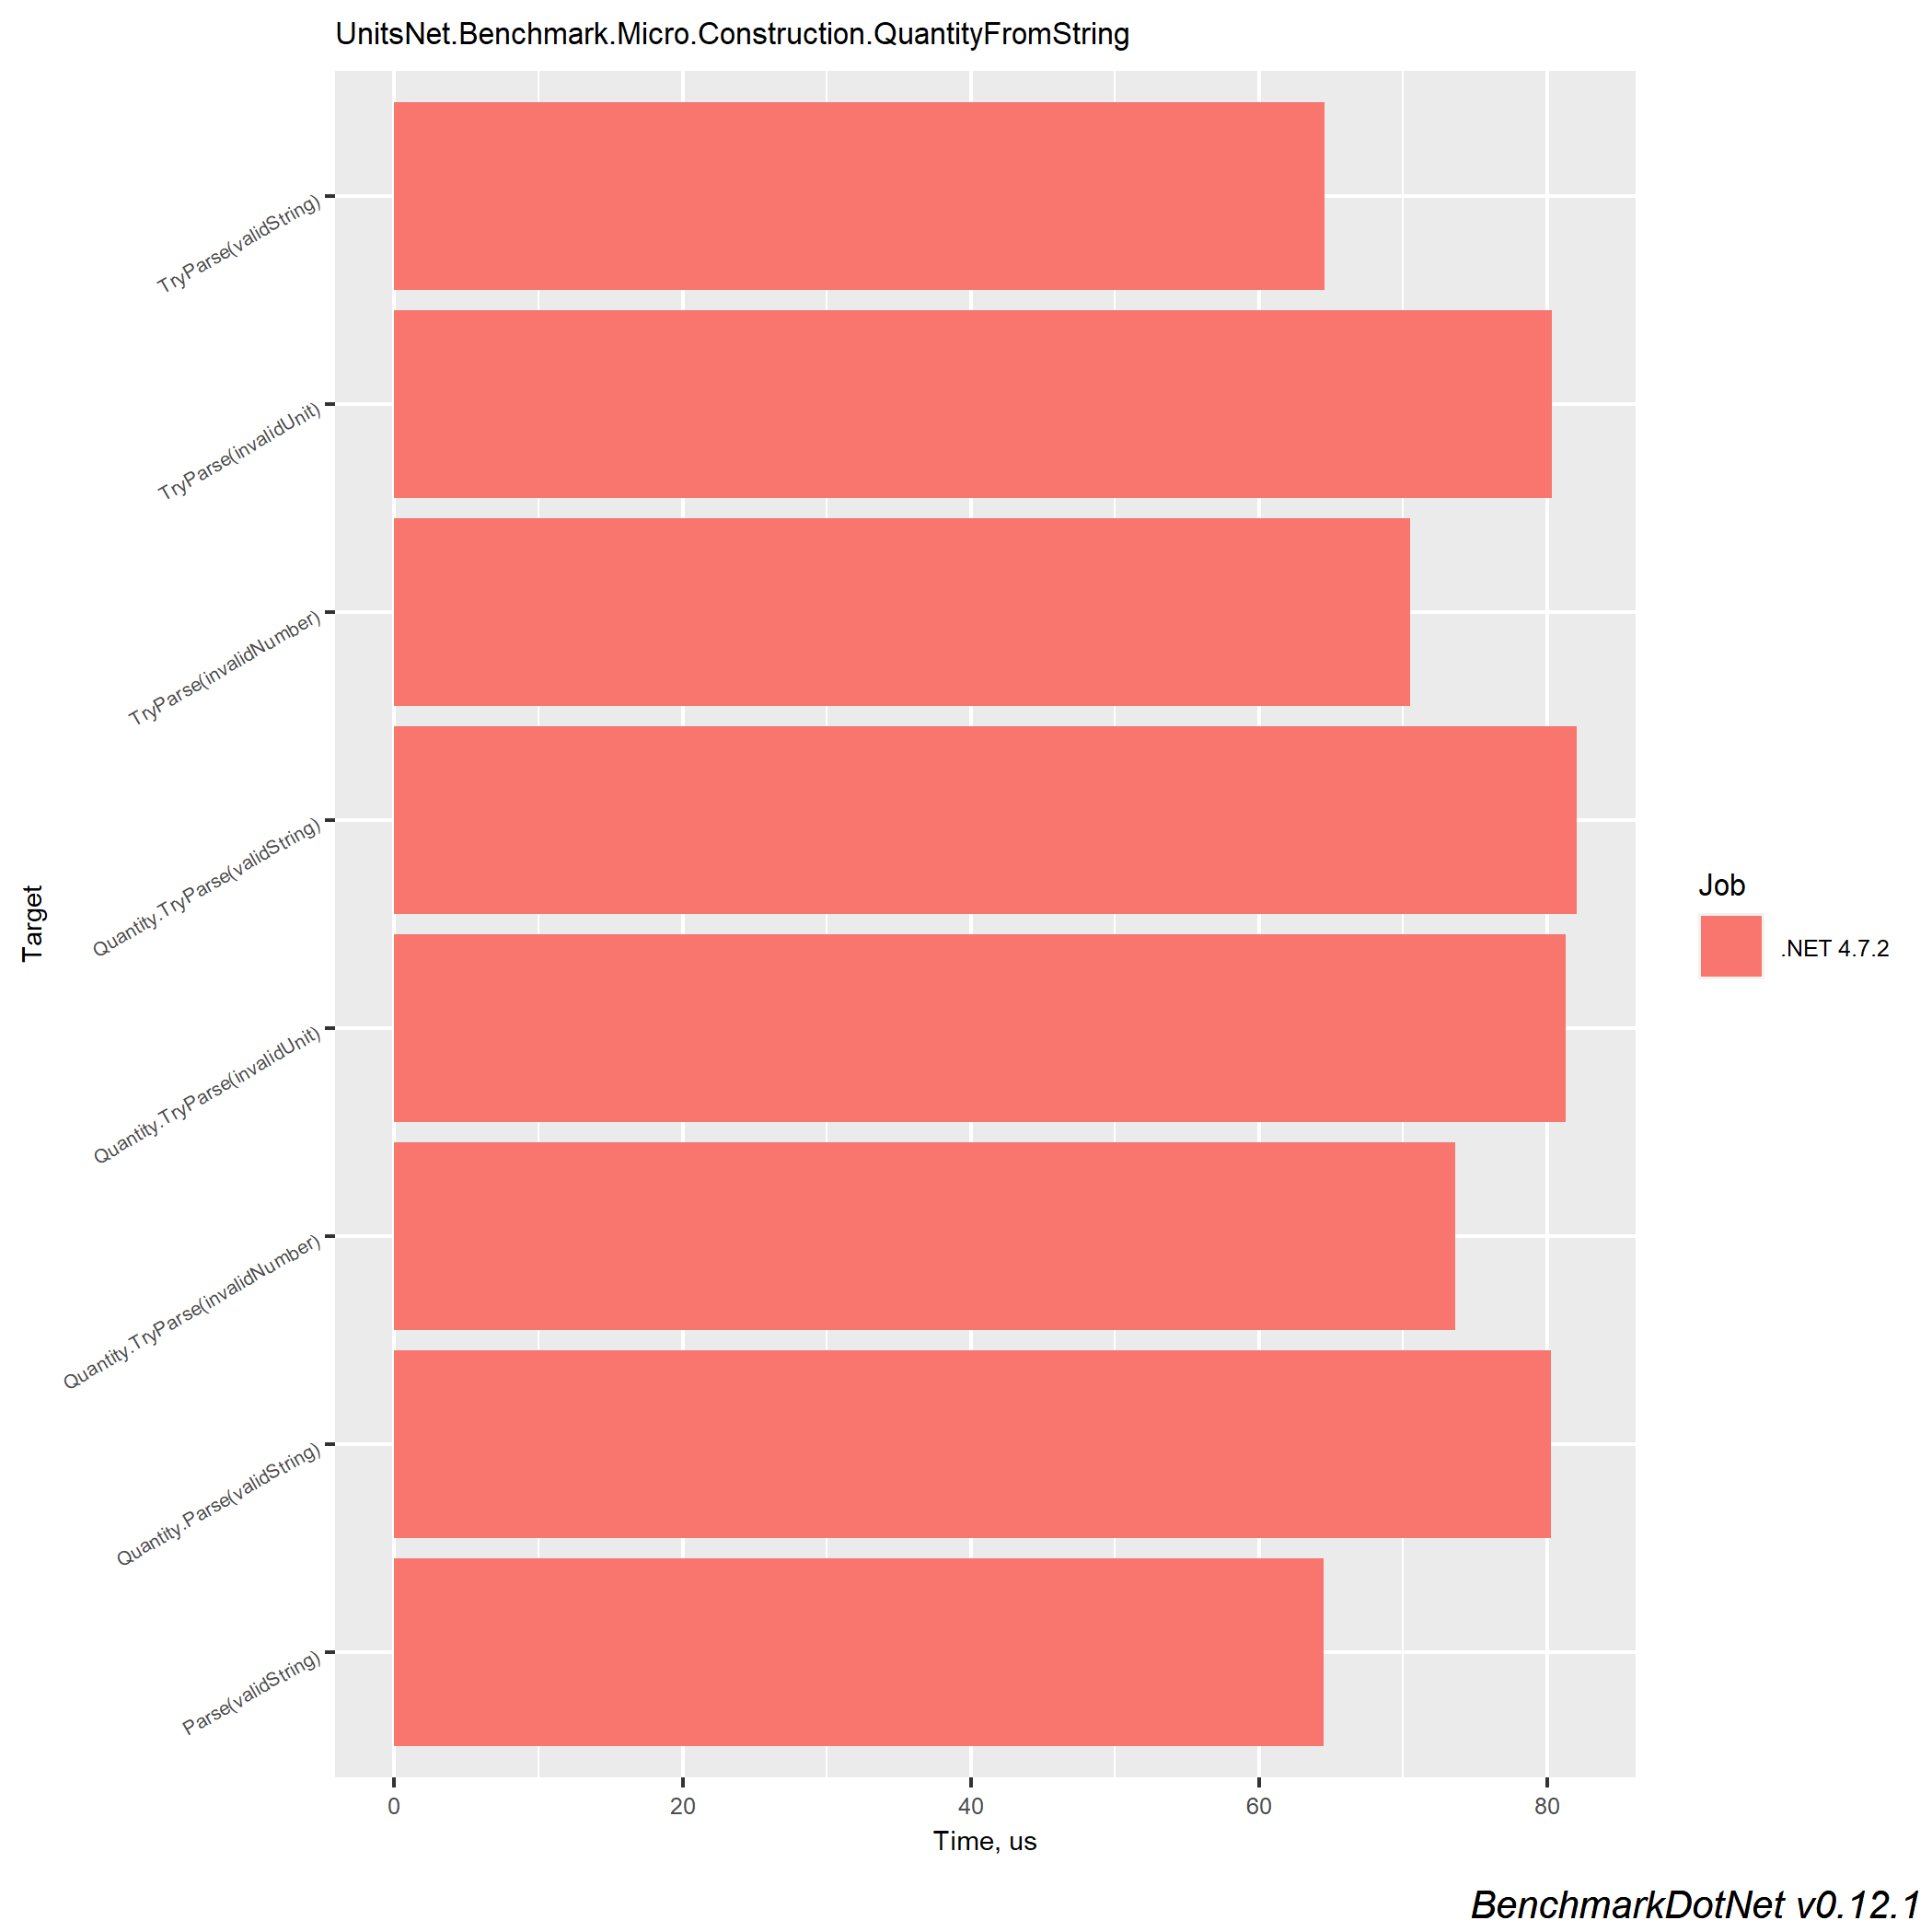 UnitsNet.Benchmark.Micro.Construction.QuantityFromString
TryParse(validString)
TryParse(invalidUnit)
TryParse(invalidNumber)
Quantity.TryParse(validString)
Quantity.TryParse(invalidUnit)
Quantity.TryParse(invalidNumber)
Quantity.Parse(validString)
Parse(validString)
Target
0 20 40 60 80
Time, us
Job
.NET 4.7.2
BenchmarkDotNet v0.12.1